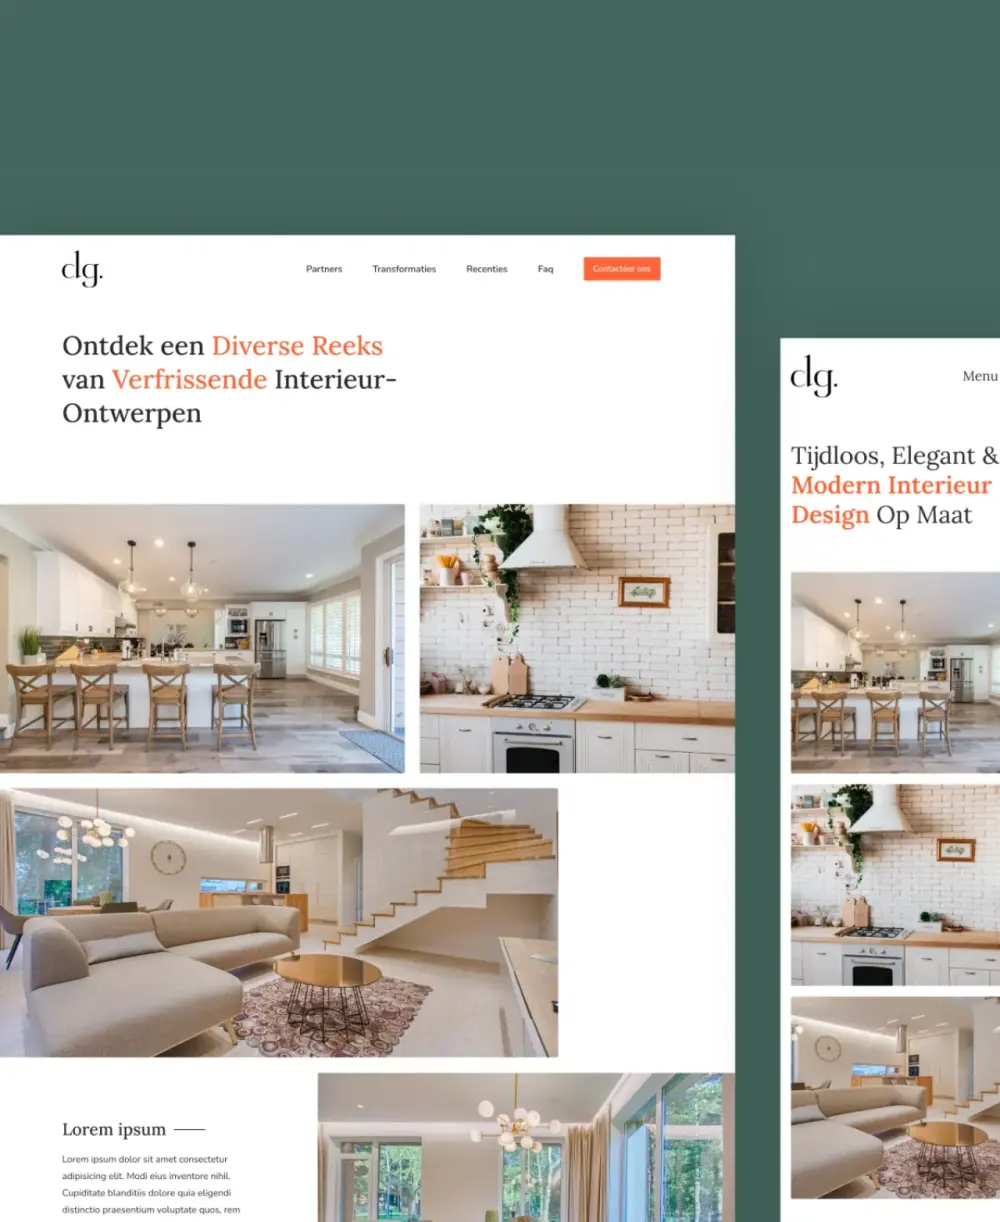 dg.
Partners Transformaties Recenties Faq Contacteer ons
Ontdek een Diverse Reeks
van Verfrissende Interieur-
Ontwerpen
Lorem ipsum
Lorem ipsum dolor sit amet consectetur
adipisicing elit. Modi eius inventore nihil.
Cupiditate blanditiis dolore quia eligendi
distinctio praesentium voluptate quos, rem
dg.
Menu
Tijdloos, Elegant &
Modern Interieur
Design Op Maat